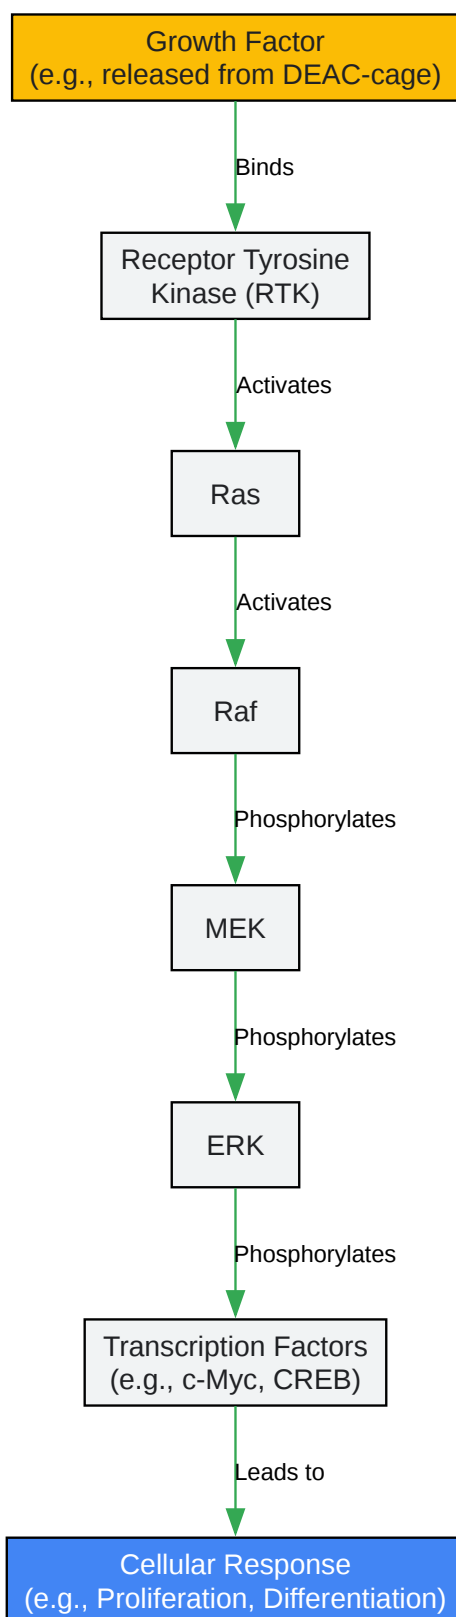 Growth Factor
(e.g., released from DEAC-cage)
Binds
Receptor Tyrosine
Kinase (RTK)
Activates
Ras
Activates
Raf
Phosphorylates
MEK
Phosphorylates
ERK
Phosphorylates
Transcription Factors
(e.g., c-Myc, CREB)
Leads to
Cellular Response
(e.g., Proliferation, Differentiation)